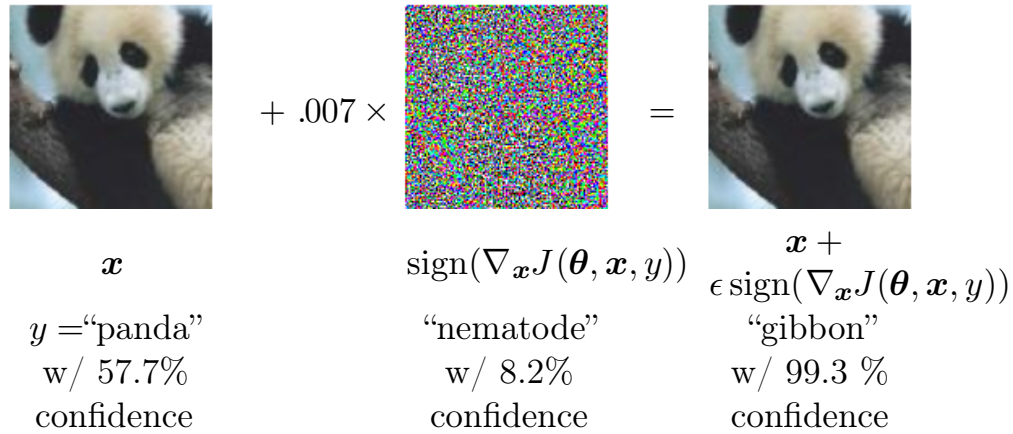 + .007 × =
x
sign(∇ₓJ(θ, x, y))
x +
ϵ sign(∇ₓJ(θ, x, y))
y =“panda”
w/ 57.7%
confidence
“nematode”
w/ 8.2%
confidence
“gibbon”
w/ 99.3 %
confidence